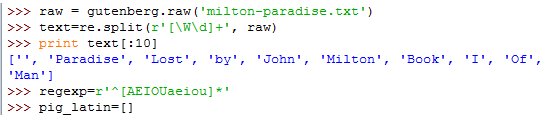 >>> raw = gutenberg.raw('milton-paradise.txt')
>>> text=re.split(r'[\W\d]+', raw)
>>> print text[:10]
['', 'Paradise', 'Lost', 'by', 'John', 'Milton', 'Book', 'I', 'Of',
'Man']
>>> regexp=r'^[AEIOUaeiou]*'
>>> pig_latin=[]